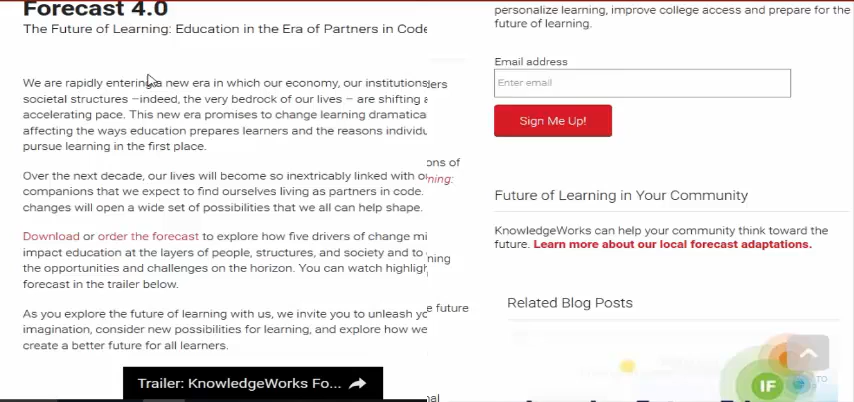 Forecast 4.0
The Future of Learning: Education in the Era of Partners in Code
We are rapidly entering a new era in which our economy, our institutions
societal structures –indeed, the very bedrock of our lives – are shifting
accelerating pace. This new era promises to change learning
affecting the ways education prepares learners and the reasons
pursue learning in the first place.
Over the next decade, our lives will become so inextricably linked with
companions that we expect to find ourselves living as partners in code.
changes will open a wide set of possibilities that we all can help shape.
Download or order the forecast to explore how five drivers of change
impact education at the layers of people, structures, and society and to
the opportunities and challenges on the horizon. You can watch
forecast in the trailer below.
As you explore the future of learning with us, we invite you to unleash
imagination, consider new possibilities for learning, and explore how we
create a better future for all learners.
Trailer: KnowledgeWorks Fo...
ders
ons of
ning:
ning
e future
nal
personalize learning, improve college access and prepare for the
future of learning.
Email address
Enter email
Sign Me Up!
Future of Learning in Your Community
KnowledgeWorks can help your community think toward the
future. Learn more about our local forecast adaptations.
Related Blog Posts
IF
TO